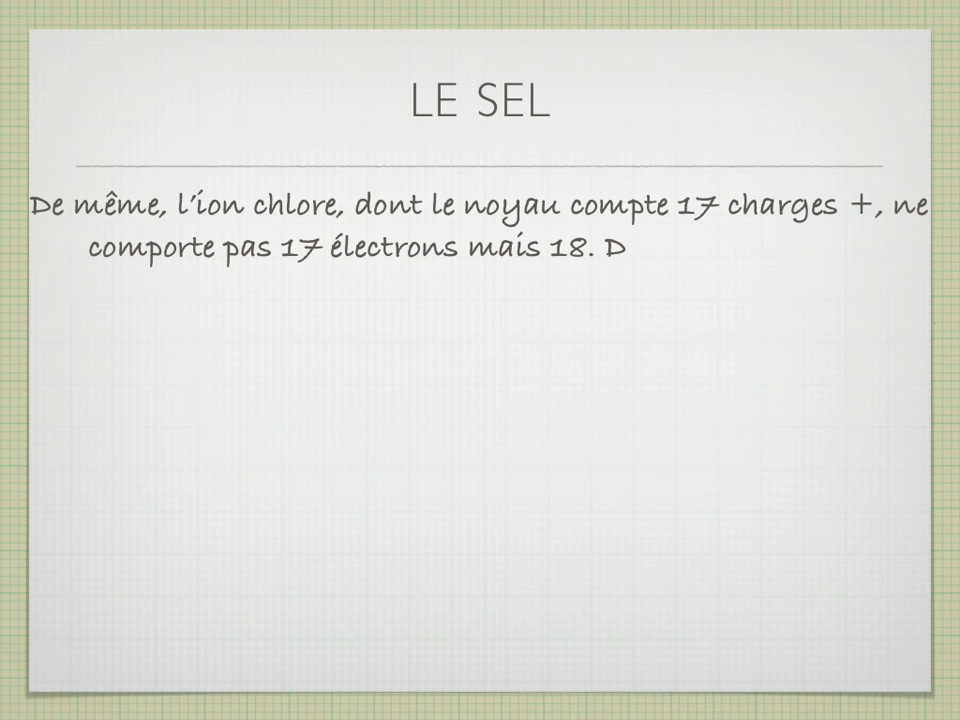 LE SEL
De même, l'ion chlore, dont le noyau compte 17 charges +, ne
comporte pas 17 électrons mais 18. D